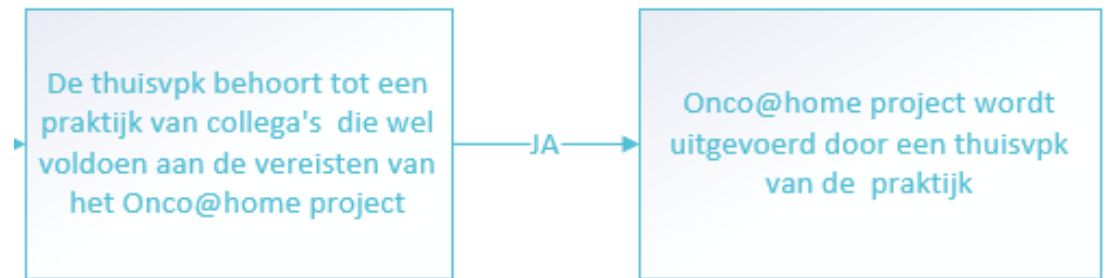 De thuisvpk behoort tot een
praktijk van collega's  die wel
voldoen aan de vereisten van
het Onco@home project
JA
Onco@home project wordt
uitgevoerd door een thuisvpk
van de  praktijk